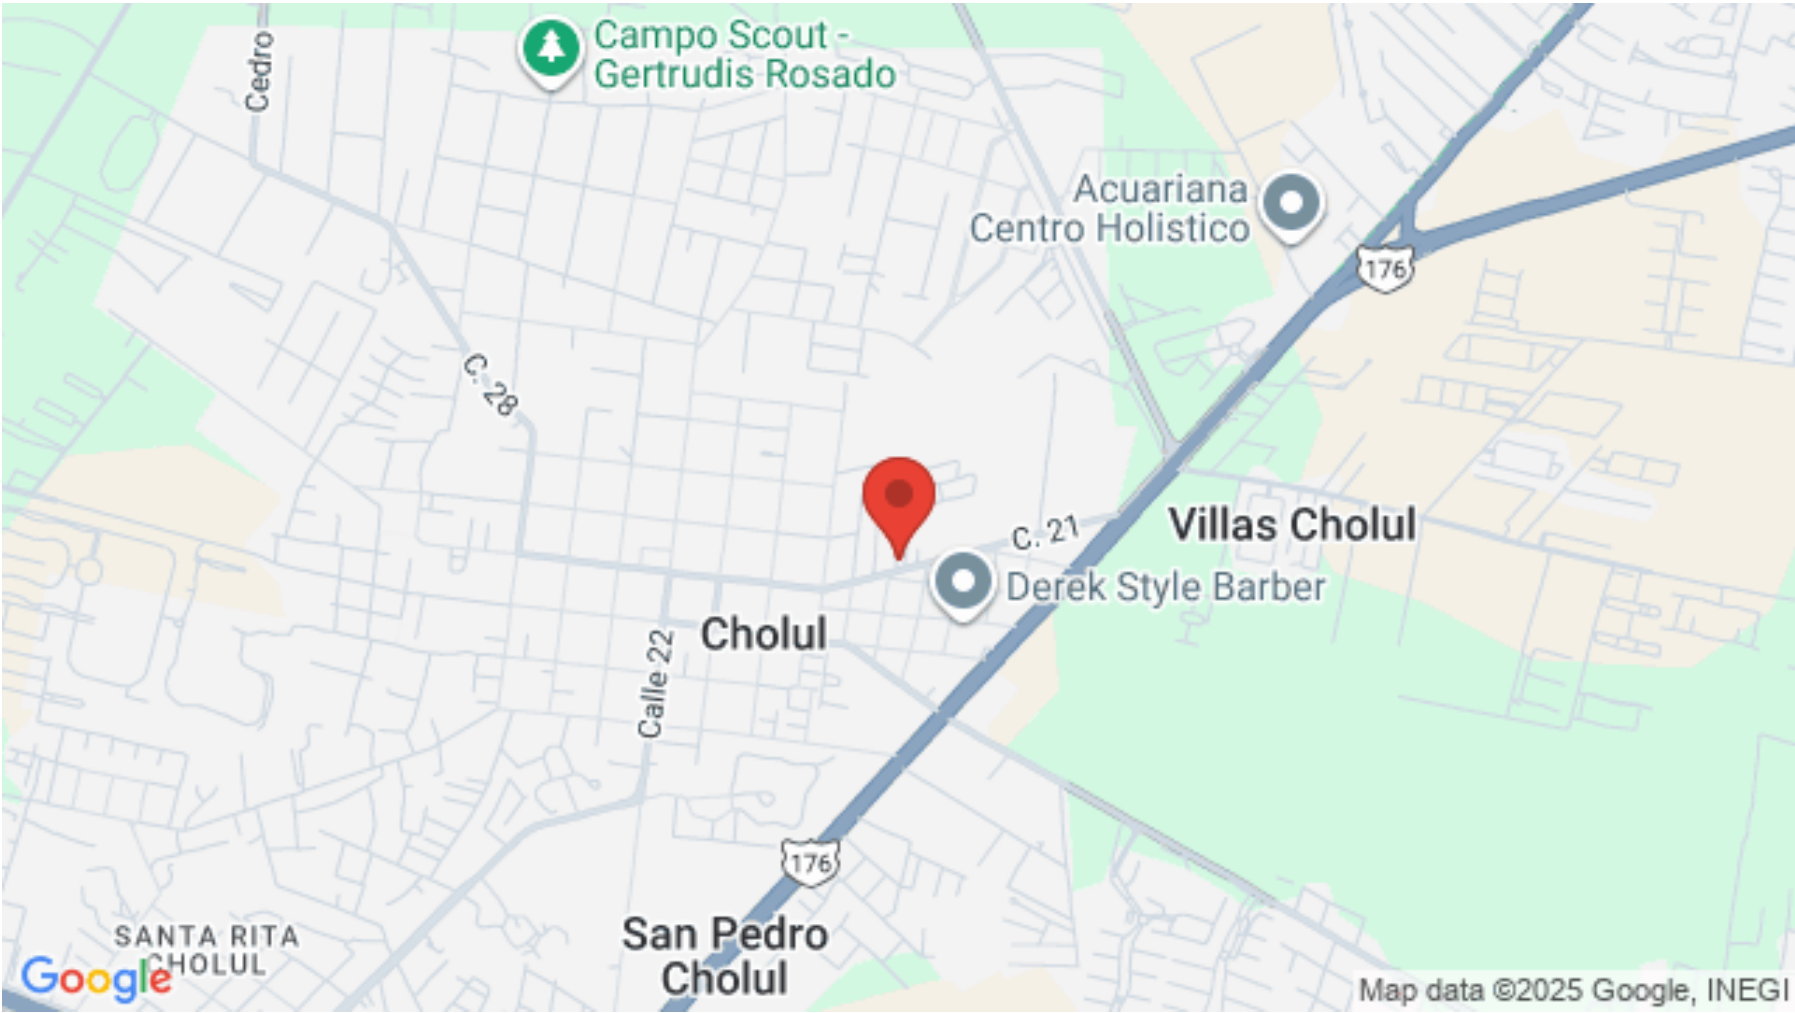 Cedro
Campo Scout -
Gertrudis Rosado
Acuariana
Centro Holistico
176
C. 28
C. 21
Villas Cholul
Derek Style Barber
Cholul
Calle 22
176
San Pedro
Cholul
SANTA RITA
CHOLUL
Google
Map data ©2025 Google, INEGI